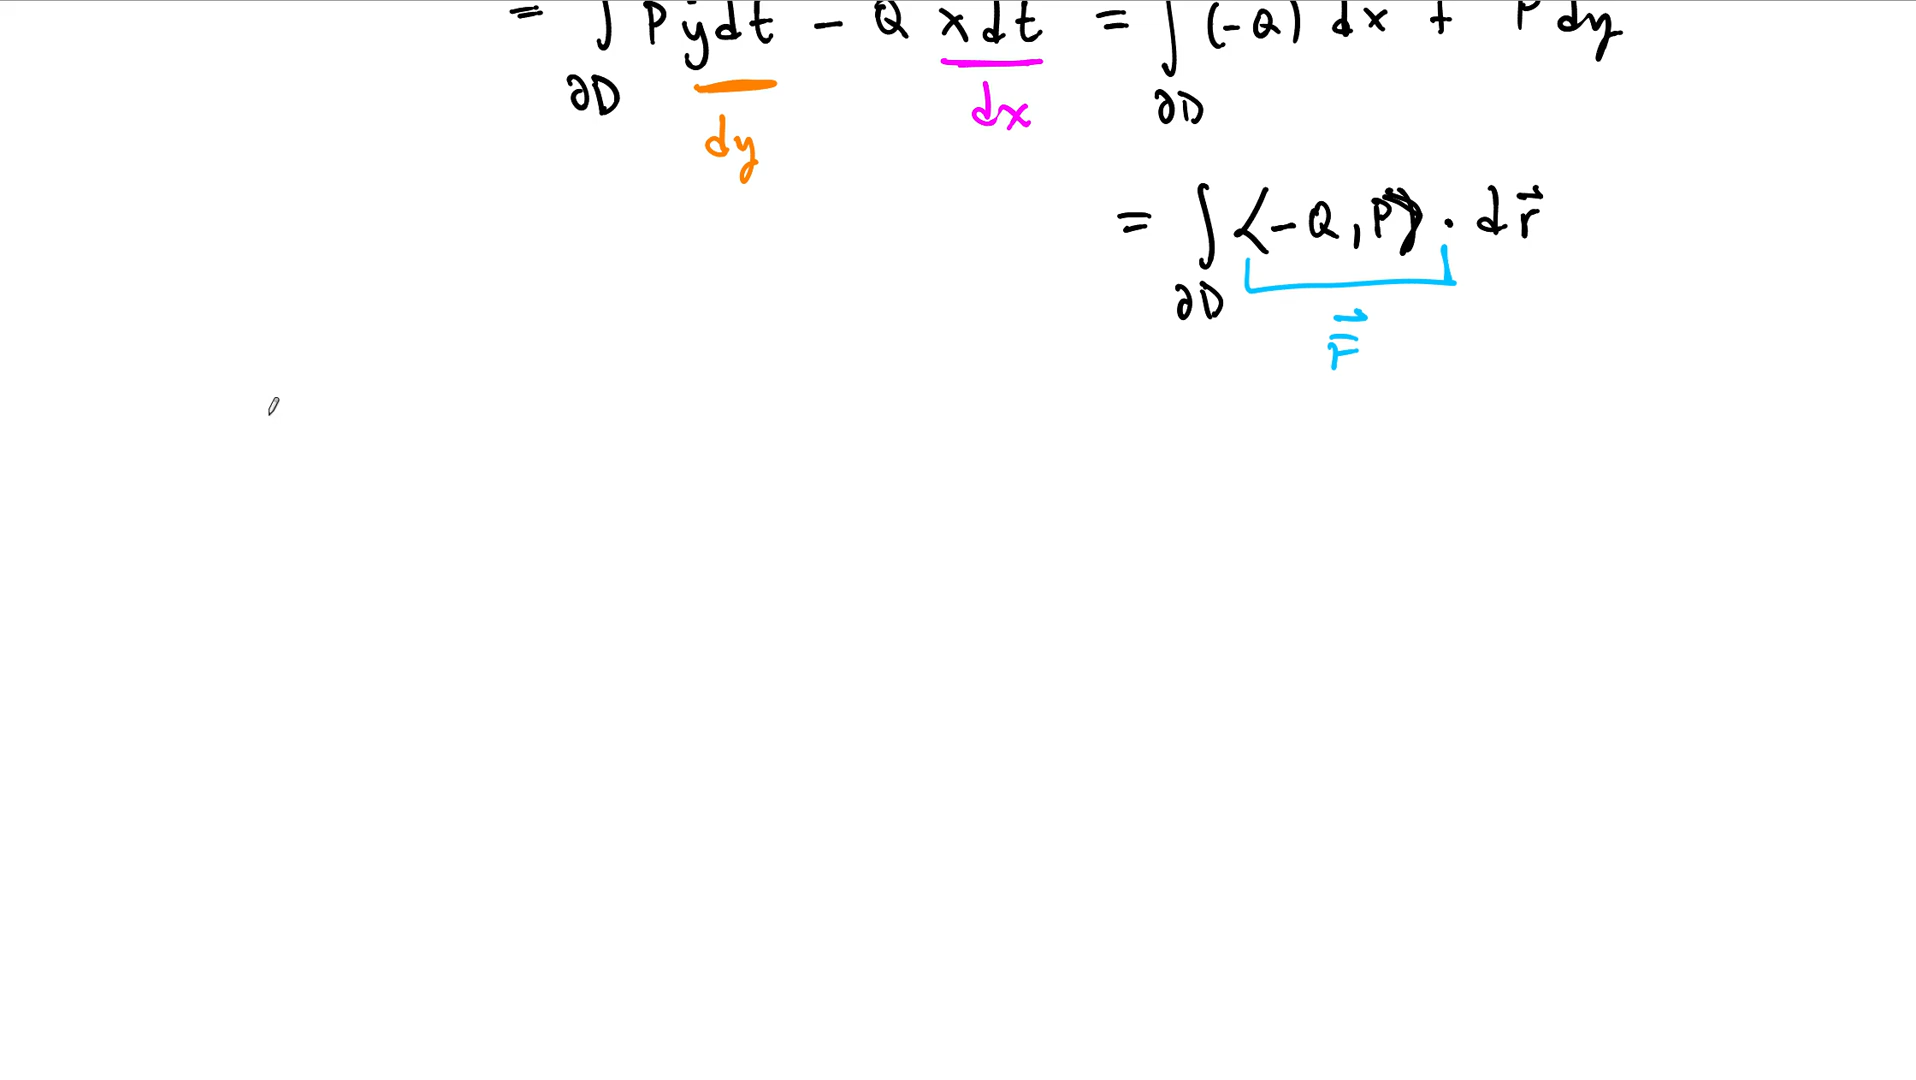 = ∫ P ẏdt − Q ẋdt = ∫ (-Q) dx + P dy
∂D ∂D
dy dx
= ∫ ⟨-Q, P⟩ · dr⃗
∂D
F⃗